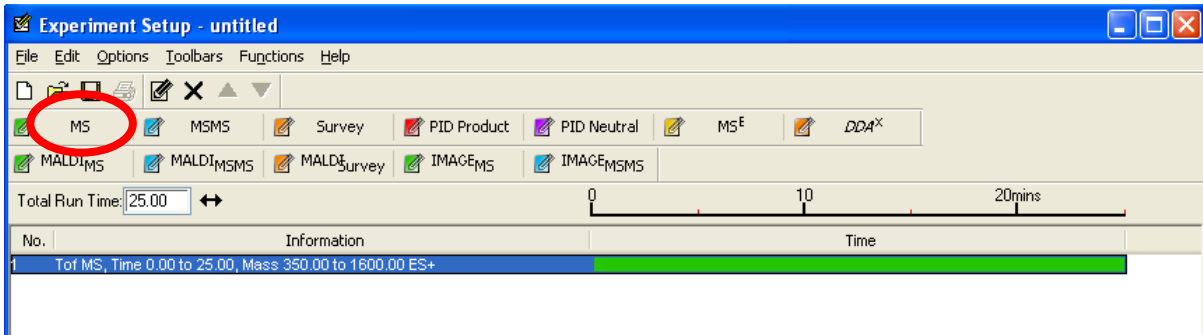 Experiment Setup - untitled
File Edit Options Toolbars Functions Help
MS MSMS Survey PID Product PID Neutral MSE DDAX
MALDIMS MALDIMSMS MALDISurvey IMAGEMS IMAGEMSMS
Total Run Time: 25.00 0 10 20mins
No. Information Time
1 Tof MS, Time 0.00 to 25.00, Mass 350.00 to 1600.00 ES+